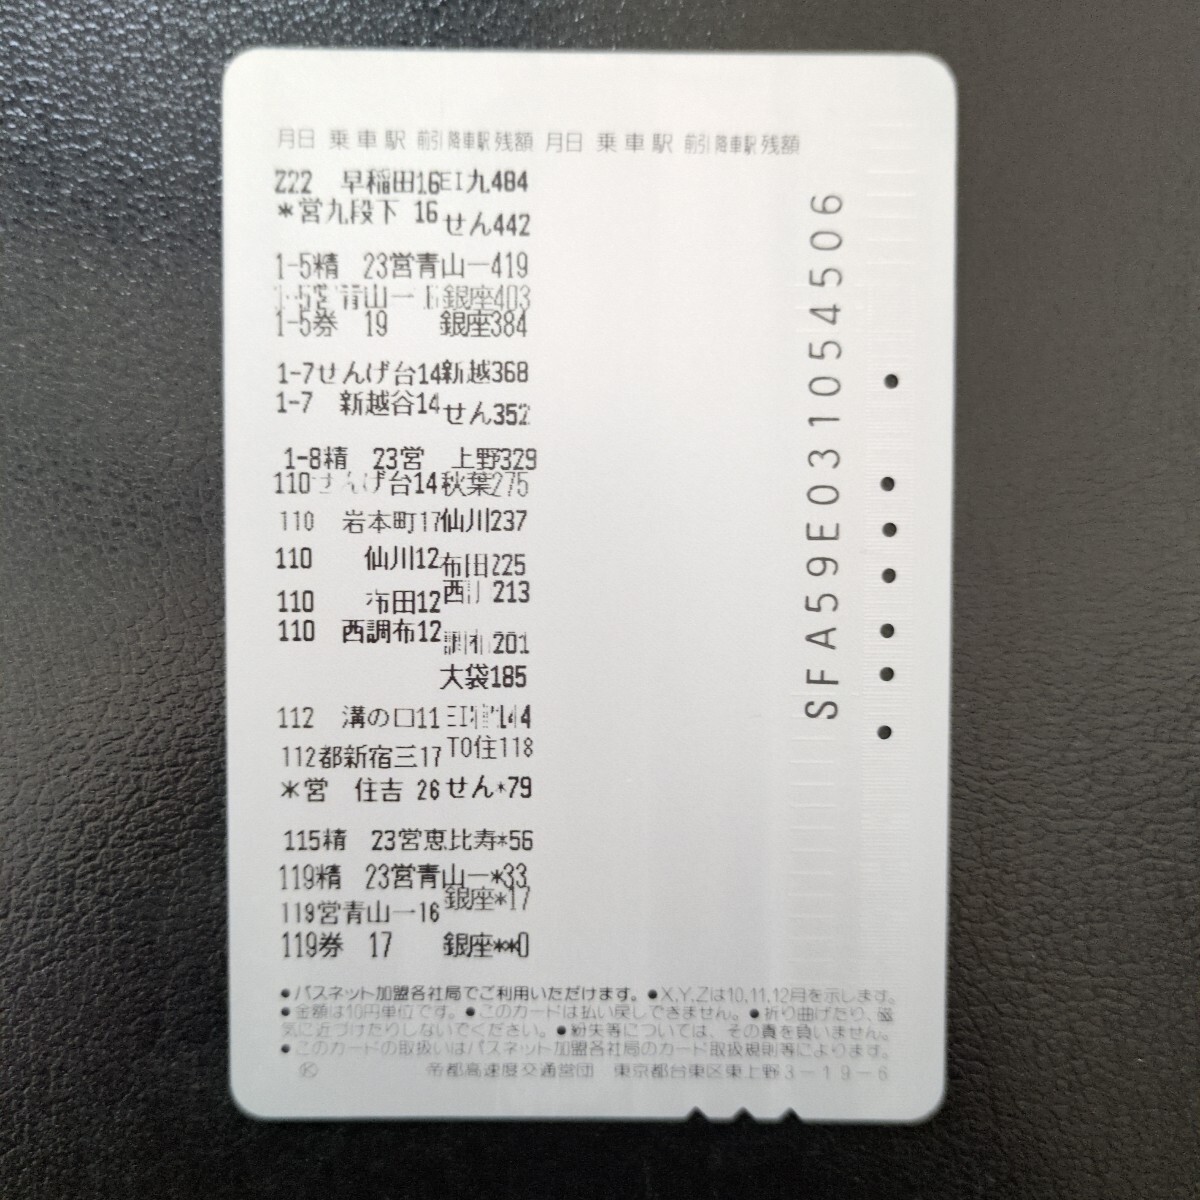 月日 乗車駅 前引 降車駅 残額 月日 乗車駅 前引 降車駅 残額
Z22 早稲田16EI九484
*営九段下 16せん442
1-5精 23営青山一419
1-5営青山一16銀座403
1-5券 19 銀座384
1-7せんげ台14新越368
1-7 新越谷14せん352
1-8精 23営 上野329
110せんげ台14秋葉275
110 岩本町17仙川237
110 仙川12布田225
110 布田12西 213
110 西調布12調布201
大袋185
112 溝の口11 144
112都新宿三17TO住118
*営 住吉 26せん*79
115精 23営恵比寿*56
119精 23営青山一*33
119営青山一16銀座*17
119券 17 銀座**0
●パスネット加盟各社局でご利用いただけます。●X,Y,Zは10,11,12月を示します。
●金額は10円単位です。●このカードは払い戻しできません。●折り曲げたり、磁
気に近づけたりしないでください。●紛失等については、その責を負いません。
●このカードの取扱いはパスネット加盟各社局のカード取扱規則等によります。
Ⓚ 帝都高速度交通営団 東京都台東区東上野3-19-6
SFA59E031054506